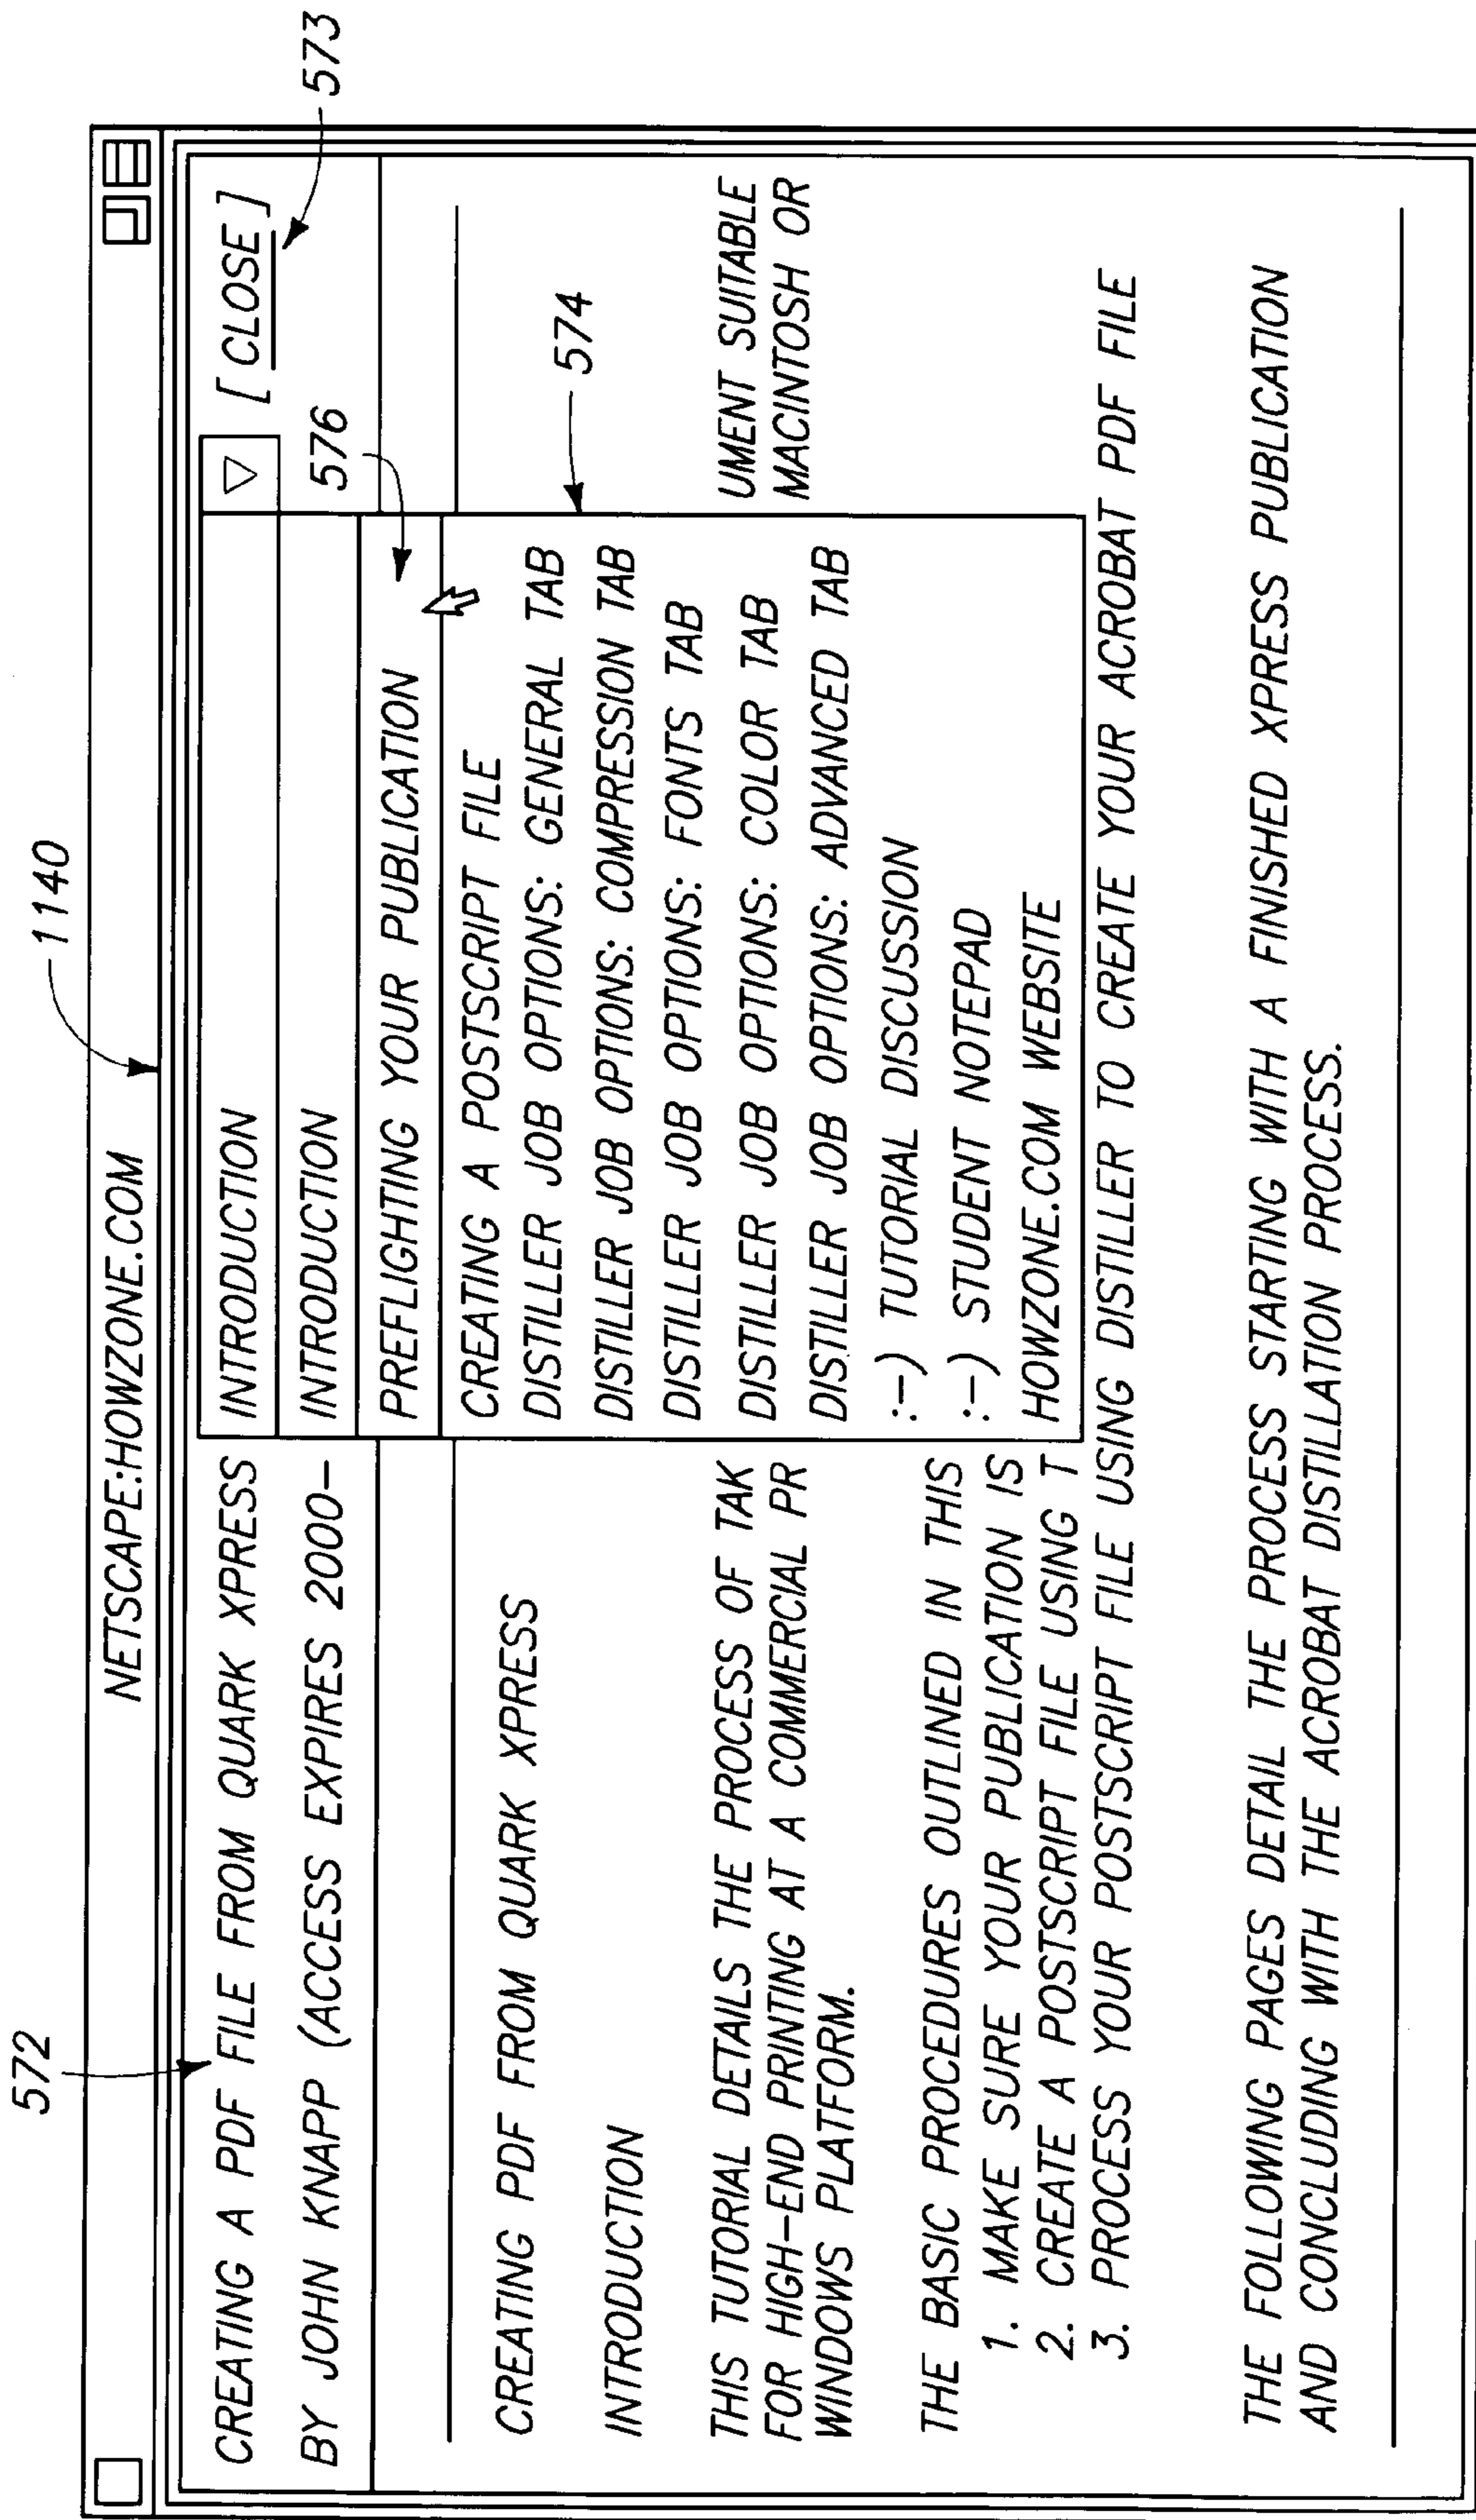 572
1140
NETSCAPE:HOWZONE.COM
CREATING A PDF FILE FROM QUARK XPRESS
INTRODUCTION
[ CLOSE ]
573
BY JOHN KNAPP (ACCESS EXPIRES 2000-
INTRODUCTION
576
PREFLIGHTING YOUR PUBLICATION
CREATING A POSTSCRIPT FILE
CREATING PDF FROM QUARK XPRESS
DISTILLER JOB OPTIONS: GENERAL TAB
574
INTRODUCTION
DISTILLER JOB OPTIONS: COMPRESSION TAB
DISTILLER JOB OPTIONS: FONTS TAB
THIS TUTORIAL DETAILS THE PROCESS OF TAK
UMENT SUITABLE
DISTILLER JOB OPTIONS: COLOR TAB
FOR HIGH-END PRINTING AT A COMMERCIAL PR
MACINTOSH OR
WINDOWS PLATFORM.
DISTILLER JOB OPTIONS: ADVANCED TAB
:-) TUTORIAL DISCUSSION
THE BASIC PROCEDURES OUTLINED IN THIS
:-) STUDENT NOTEPAD
1. MAKE SURE YOUR PUBLICATION IS
HOWZONE.COM WEBSITE
2. CREATE A POSTSCRIPT FILE USING T
3. PROCESS YOUR POSTSCRIPT FILE USING DISTILLER TO CREATE YOUR ACROBAT PDF FILE
THE FOLLOWING PAGES DETAIL THE PROCESS STARTING WITH A FINISHED XPRESS PUBLICATION
AND CONCLUDING WITH THE ACROBAT DISTILLATION PROCESS.